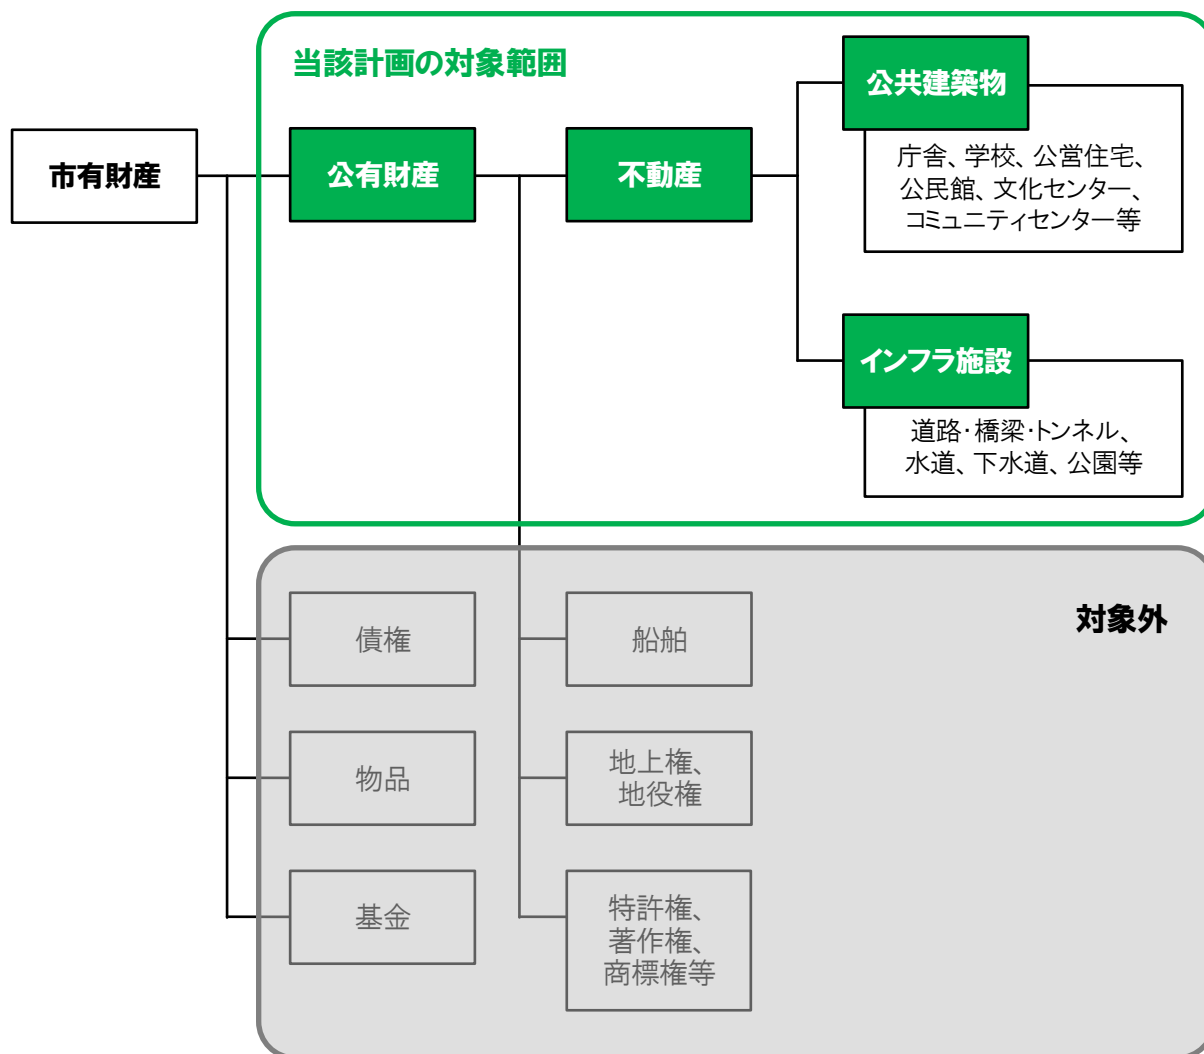 当該計画の対象範囲
市有財産
公有財産
不動産
公共建築物
庁舎、学校、公営住宅、
公民館、文化センター、
コミュニティセンター等
インフラ施設
道路・橋梁・トンネル、
水道、下水道、公園等
対象外
債権
船舶
物品
地上権、
地役権
基金
特許権、
著作権、
商標権等